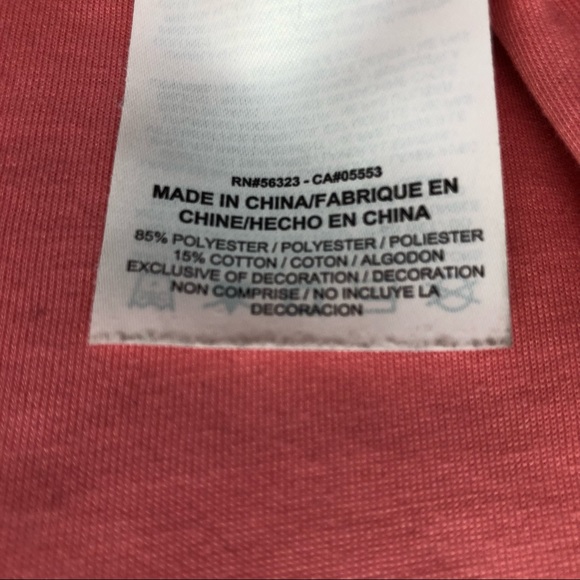 RN#56323 - CA#05553
MADE IN CHINA/FABRIQUE EN
CHINE/HECHO EN CHINA
85% POLYESTER / POLYESTER / POLIESTER
15% COTTON / COTON / ALGODON
EXCLUSIVE OF DECORATION / DECORATION
NON COMPRISE / NO INCLUYE LA
DECORACION